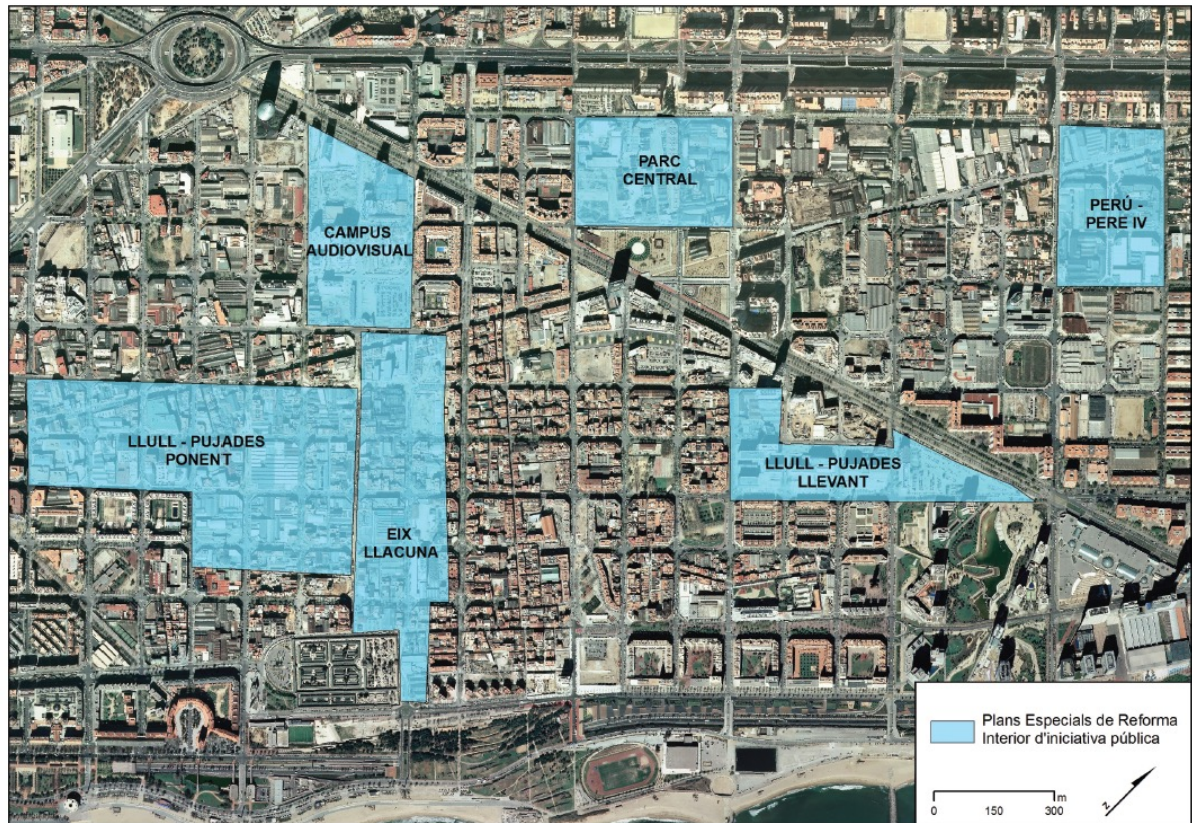 PARC
CENTRAL
PERÚ -
PERE IV
CAMPUS
AUDIOVISUAL
LLULL - PUJADES
PONENT
LLULL - PUJADES
LLEVANT
EIX
LLACUNA
Plans Especials de Reforma
Interior d'iniciativa pública
0 150 300 m
N